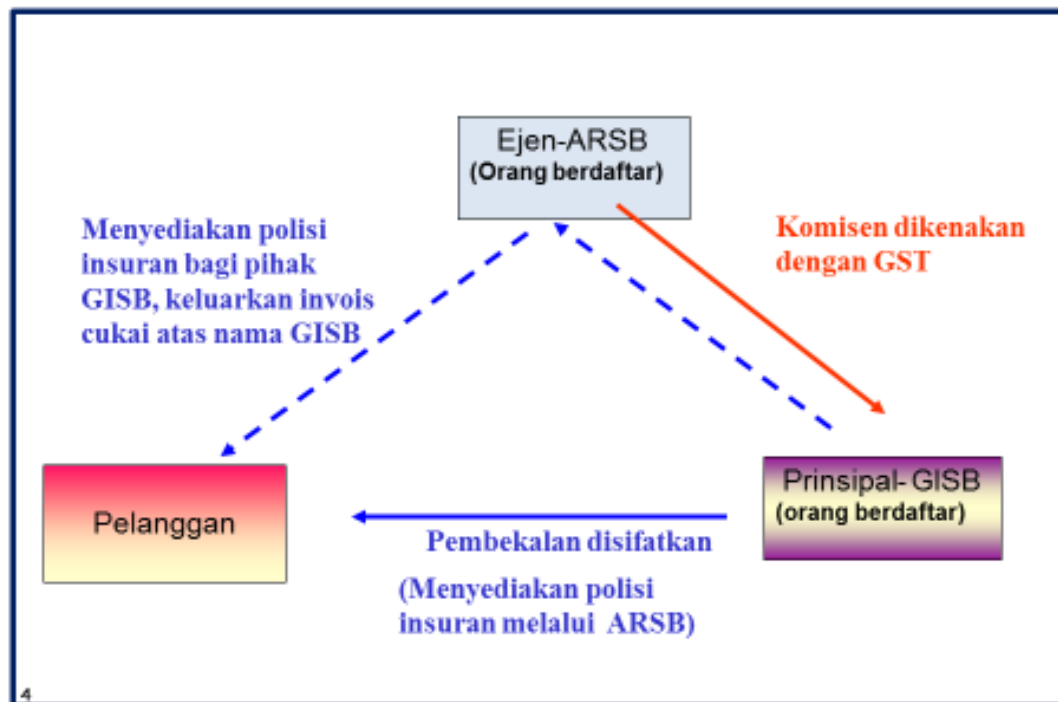 Ejen-ARSB
(Orang berdaftar)
Menyediakan polisi
insuran bagi pihak
GISB, keluarkan invois
cukai atas nama GISB
Komisen dikenakan
dengan GST
Pelanggan
Prinsipal- GISB
(orang berdaftar)
Pembekalan disifatkan
(Menyediakan polisi
insuran melalui ARSB)
4